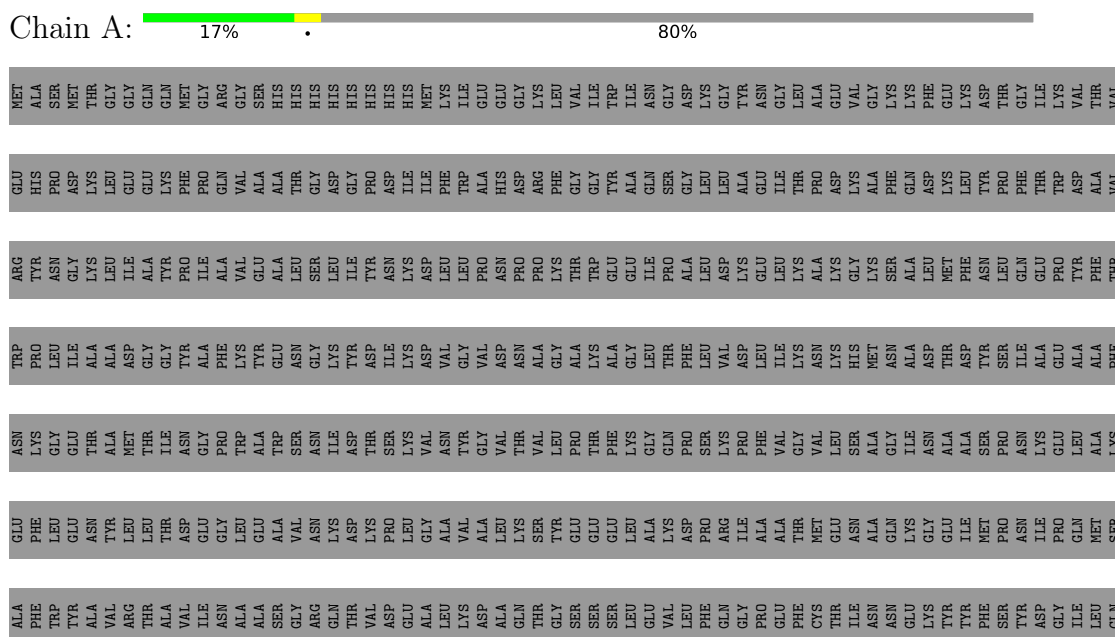 Chain A:
17% • 80%
MET ALA SER MET THR GLY GLY GLN GLN MET GLY ARG GLY SER HIS HIS HIS HIS HIS HIS HIS MET LYS ILE GLU GLU GLY LYS LEU VAL ILE TRP ILE ASN GLY ASP LYS GLY TYR ASN GLY LEU ALA GLU VAL GLY LYS LYS PHE GLU LYS ASP THR GLY ILE LYS VAL THR VAL
GLU HIS PRO ASP LYS LEU GLU GLU LYS PHE PRO GLN VAL ALA ALA THR GLY ASP GLY PRO ASP ILE ILE PHE TRP ALA HIS ASP ARG PHE GLY GLY TYR ALA GLN SER GLY LEU LEU ALA GLU ILE THR PRO ASP LYS ALA PHE GLN ASP LYS LEU TYR PRO PHE THR TRP ASP ALA VAL
ARG TYR ASN GLY LYS LEU ILE ALA TYR PRO ILE ALA VAL GLU ALA LEU SER LEU ILE TYR ASN LYS ASP LEU LEU PRO ASN PRO PRO LYS THR TRP GLU GLU ILE PRO ALA LEU ASP LYS GLU LEU LYS ALA LYS GLY LYS SER ALA LEU MET PHE ASN LEU GLN GLU PRO TYR PHE THR
TRP PRO LEU ILE ALA ALA ASP GLY GLY TYR ALA PHE LYS TYR GLU ASN GLY LYS TYR ASP ILE LYS ASP VAL GLY VAL ASP ASN ALA GLY ALA LYS ALA GLY LEU THR PHE LEU VAL ASP LEU ILE LYS ASN LYS HIS MET ASN ALA ASP THR ASP TYR SER ILE ALA GLU ALA ALA PHE
ASN LYS GLY GLU THR ALA MET THR ILE ASN GLY PRO TRP ALA TRP SER ASN ILE ASP THR SER LYS VAL ASN TYR GLY VAL THR VAL LEU PRO THR PHE LYS GLY GLN PRO SER LYS PRO PHE VAL GLY VAL LEU SER ALA GLY ILE ASN ALA ALA SER PRO ASN LYS GLU LEU ALA LYS
GLU PHE LEU GLU ASN TYR LEU LEU THR ASP GLU GLY LEU GLU ALA VAL ASN LYS ASP LYS PRO LEU GLY ALA VAL ALA LEU LYS SER TYR GLU GLU GLU LEU ALA LYS ASP PRO ARG ILE ALA ALA THR MET GLU ASN ALA GLN LYS GLY GLU ILE MET PRO ASN ILE PRO GLN MET SER
ALA PHE TRP TYR ALA VAL ARG THR ALA VAL ILE ASN ALA ALA SER GLY ARG GLN THR VAL ASP GLU ALA LEU LYS ASP ALA GLN THR GLY SER SER SER LEU GLU VAL LEU PHE GLN GLY PRO GLU PHE CYS THR ILE ASN ASN GLU LYS TYR TYR PHE SER TYR ASP GLY ILE LEU GLN